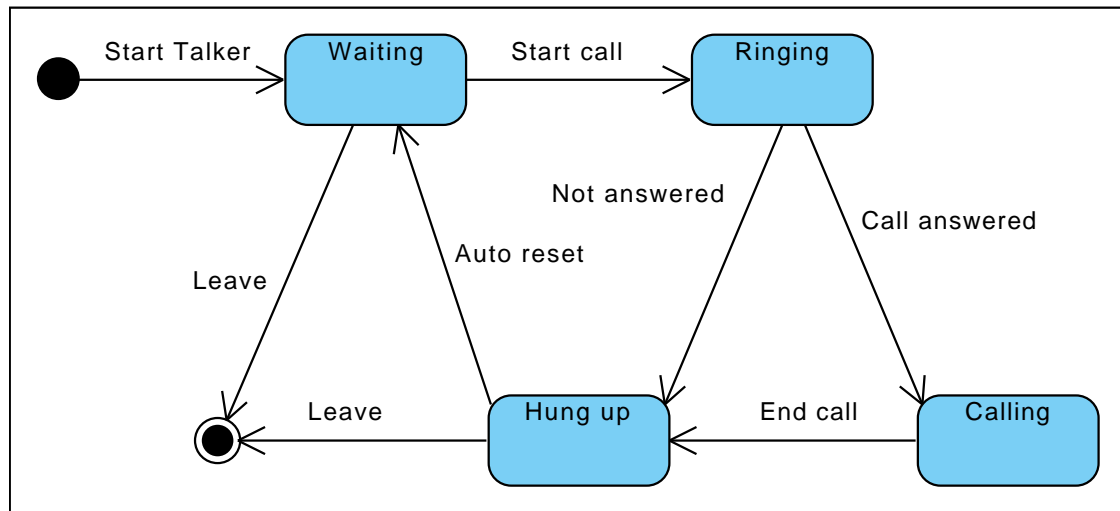 Start Talker
Waiting
Start call
Ringing
Not answered
Call answered
Auto reset
Leave
Leave
Hung up
End call
Calling